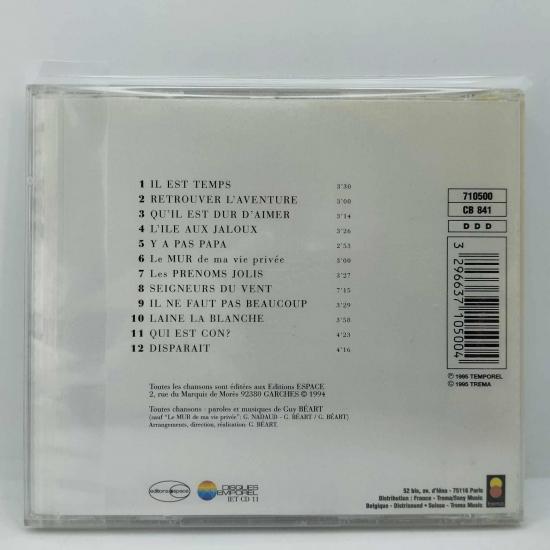 1 IL EST TEMPS 3'30
2 RETROUVER L'AVENTURE 3'00
3 QU'IL EST DUR D'AIMER 3'14
4 L'ILE AUX JALOUX 3'26
5 Y A PAS PAPA 2'53
6 Le MUR de ma vie privée 3'00
7 Les PRENOMS JOLIS 3'27
8 SEIGNEURS DU VENT 7'15
9 IL NE FAUT PAS BEAUCOUP 3'29
10 LAINE LA BLANCHE 3'58
11 QUI EST CON? 4'23
12 DISPARAIT 4'16
710500
CB 841
D D D
3 296637 105004
℗ 1995 TEMPOREL
© 1995 TREMA
Toutes les chansons sont éditées aux Editions ESPACE
2, rue du Marquis de Morès 92380 GARCHES © 1994
Toutes chansons : paroles et musiques de Guy BÉART
(sauf "Le MUR de ma vie privée": G. NADAUD - G. BÉART / G. BÉART)
Arrangements, direction, réalisation: G. BÉART.
editions espace
DISQUES
TEMPOREL
IET CD 11
52 bis, av. d'Iéna - 75116 Paris
Distribution : France - Trema/Sony Music
Belgique - Distrisound • Suisse - Trema Music